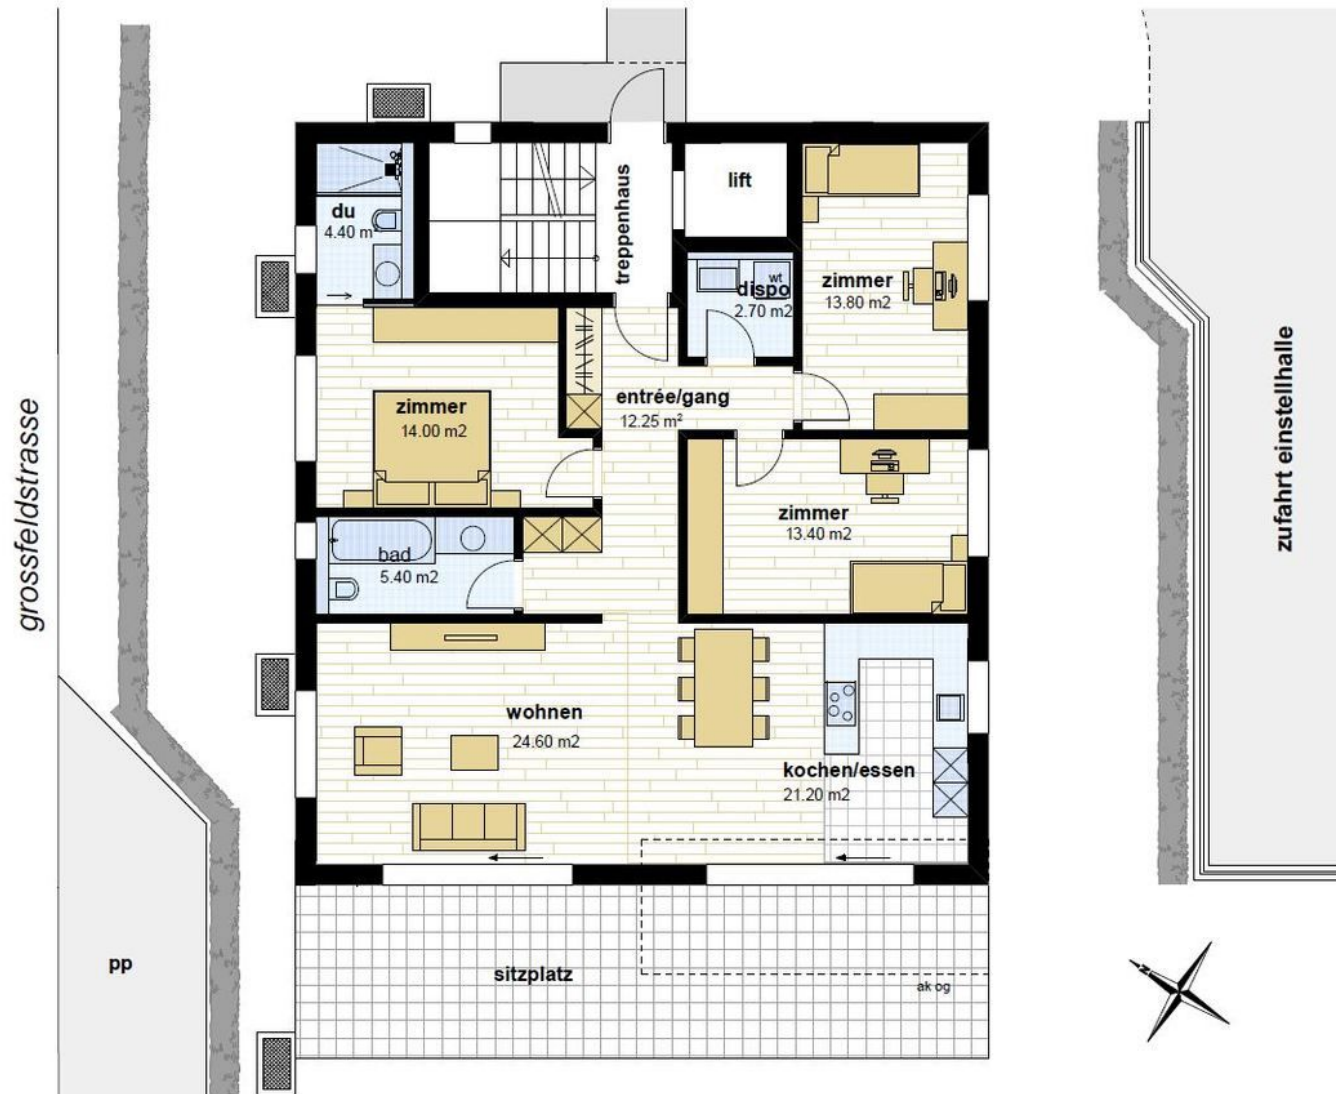 lift
treppenhaus
du
4.40 m²
wt
dispo
2.70 m2
zimmer
13.80 m2
grossfeldstrasse
zufahrt einstellhalle
entrée/gang
12.25 m²
zimmer
14.00 m2
zimmer
13.40 m2
bad
5.40 m2
wohnen
24.60 m2
kochen/essen
21.20 m2
pp
sitzplatz
ak og
N